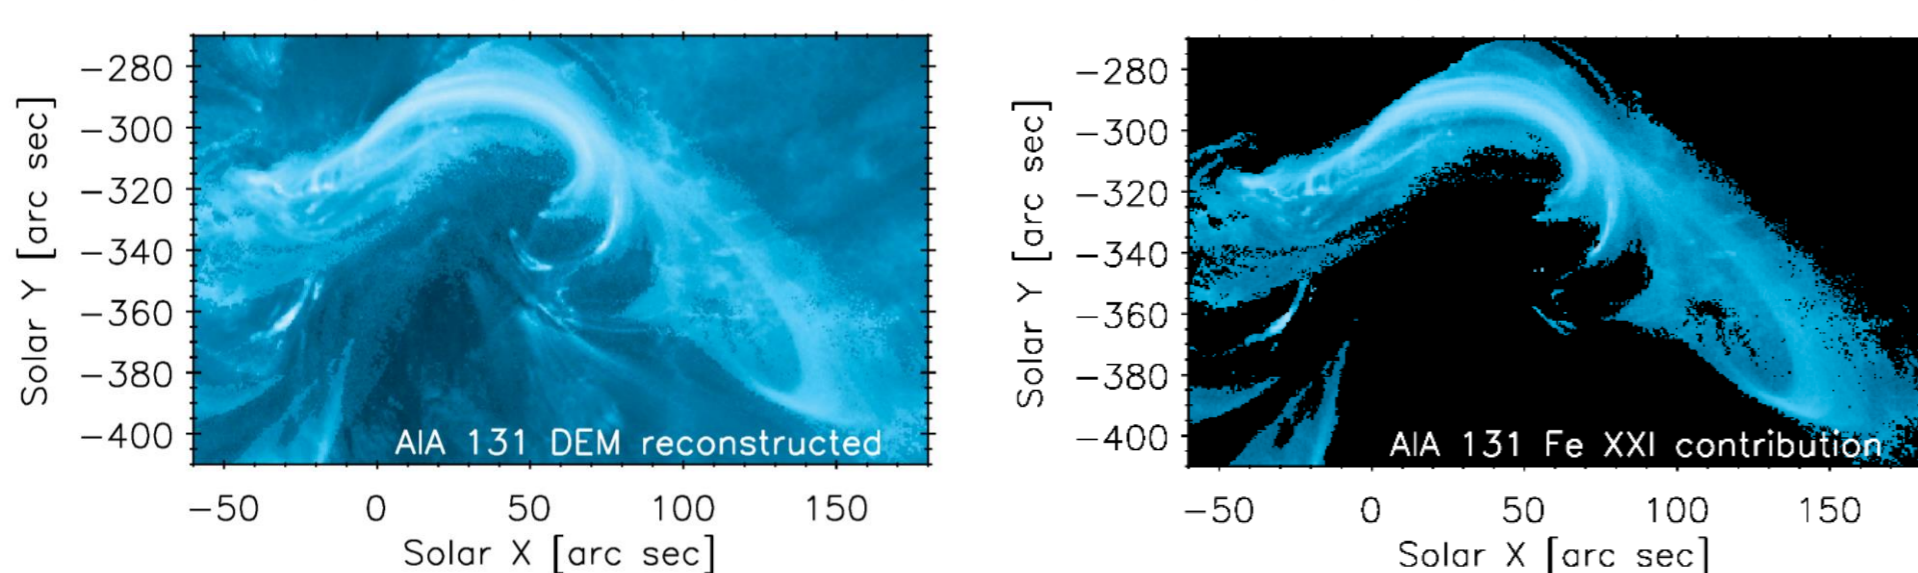 −280
−300
−320
−340
−360
−380
−400
Solar Y [arc sec]
AIA 131 DEM reconstructed
−50 0 50 100 150
Solar X [arc sec]
−280
−300
−320
−340
−360
−380
−400
Solar Y [arc sec]
AIA 131 Fe XXI contribution
−50 0 50 100 150
Solar X [arc sec]